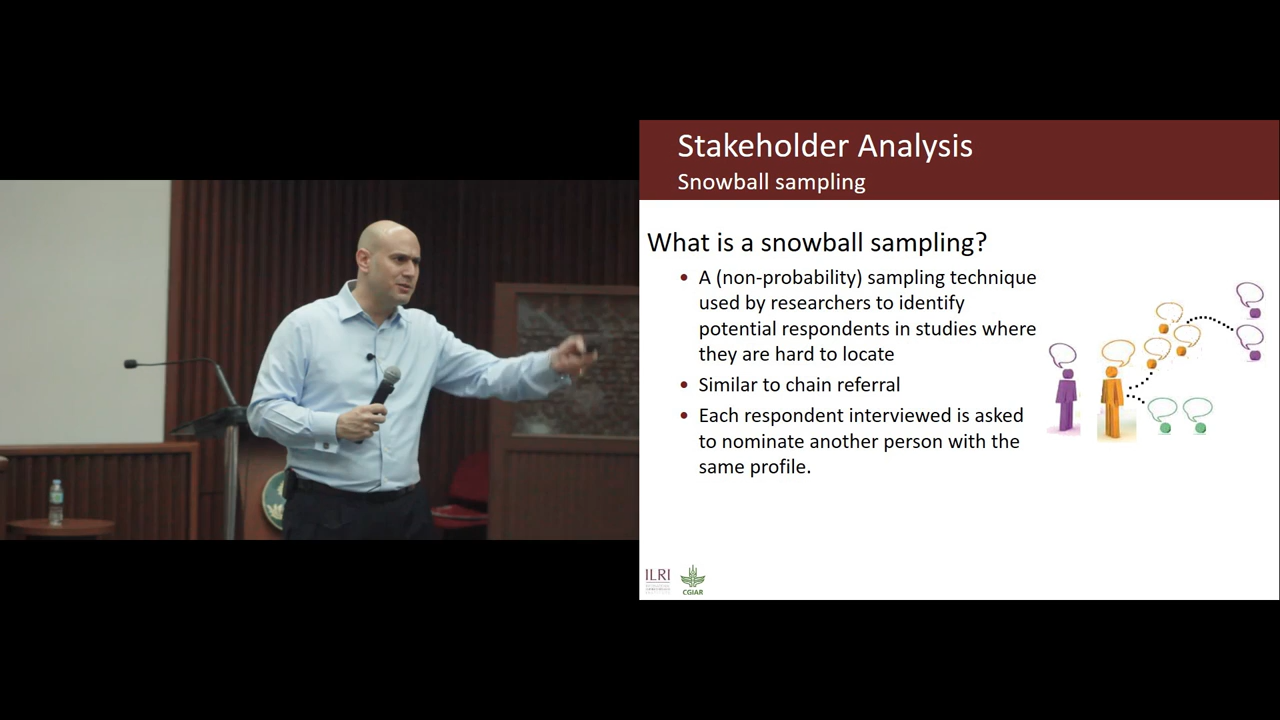 Stakeholder Analysis
Snowball sampling
What is a snowball sampling?
• A (non-probability) sampling technique
used by researchers to identify
potential respondents in studies where
they are hard to locate
• Similar to chain referral
• Each respondent interviewed is asked
to nominate another person with the
same profile.
ILRI
CGIAR